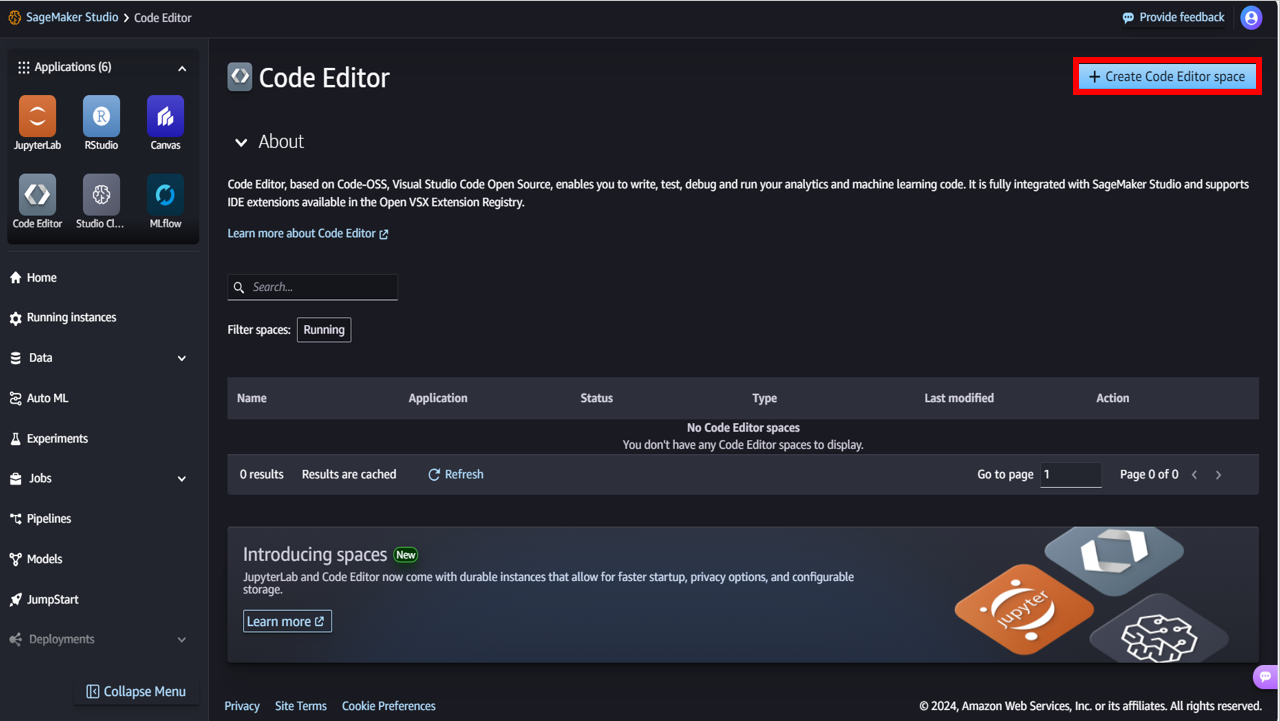 SageMaker Studio > Code Editor
Provide feedback
Applications (6)
JupyterLab
RStudio
Canvas
Code Editor
Studio Cl...
MLflow
Home
Running instances
Data
Auto ML
Experiments
Jobs
Pipelines
Models
JumpStart
Deployments
Collapse Menu
Code Editor
+ Create Code Editor space
About
Code Editor, based on Code-OSS, Visual Studio Code Open Source, enables you to write, test, debug and run your analytics and machine learning code. It is fully integrated with SageMaker Studio and supports
IDE extensions available in the Open VSX Extension Registry.
Learn more about Code Editor
Search...
Filter spaces: Running
Name Application Status Type Last modified Action
No Code Editor spaces
You don't have any Code Editor spaces to display.
0 results Results are cached Refresh Go to page 1 Page 0 of 0
Introducing spaces New
JupyterLab and Code Editor now come with durable instances that allow for faster startup, privacy options, and configurable
storage.
Learn more
jupyter
Privacy Site Terms Cookie Preferences © 2024, Amazon Web Services, Inc. or its affiliates. All rights reserved.